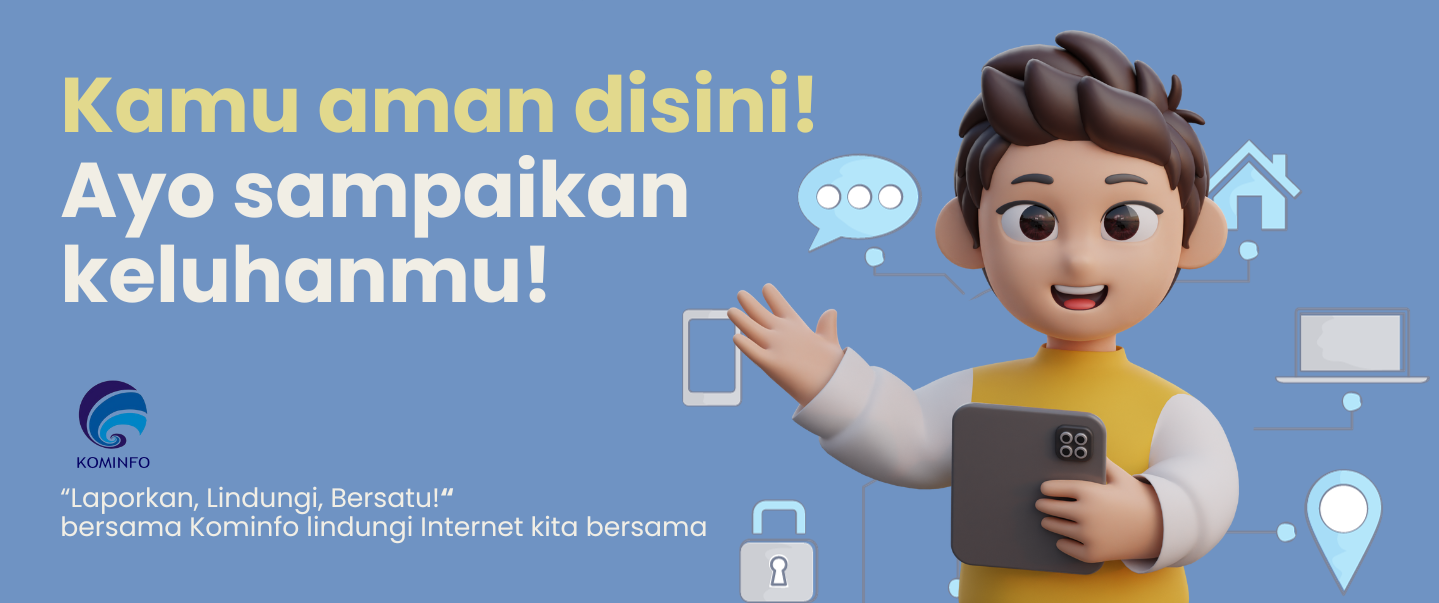 Kamu aman disini!
Ayo sampaikan
keluhanmu!
KOMINFO
“Laporkan, Lindungi, Bersatu!“
bersama Kominfo lindungi Internet kita bersama